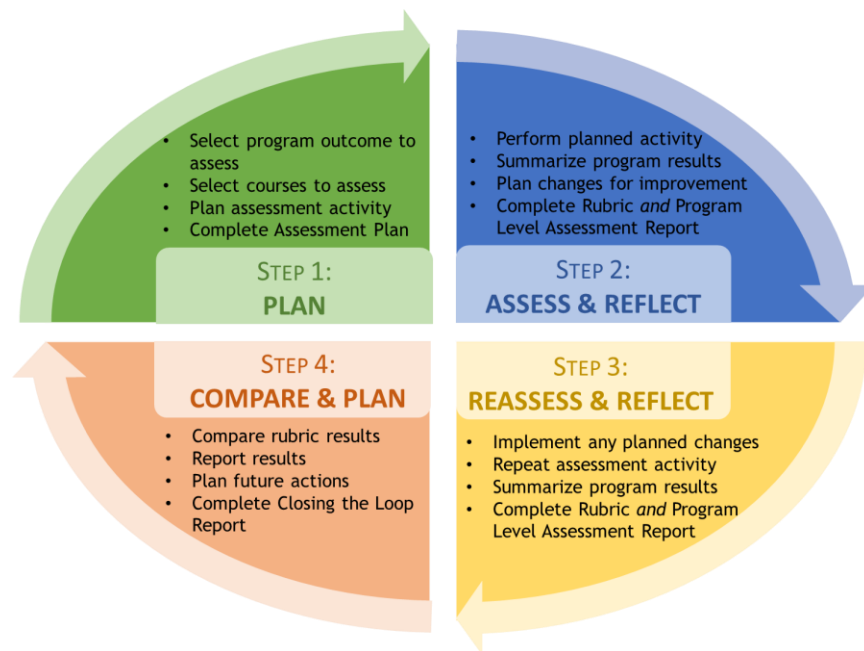 • Select program outcome to
assess
• Select courses to assess
• Plan assessment activity
• Complete Assessment Plan
STEP 1:
PLAN
• Perform planned activity
• Summarize program results
• Plan changes for improvement
• Complete Rubric and Program
Level Assessment Report
STEP 2:
ASSESS & REFLECT
STEP 3:
REASSESS & REFLECT
• Implement any planned changes
• Repeat assessment activity
• Summarize program results
• Complete Rubric and Program
Level Assessment Report
STEP 4:
COMPARE & PLAN
• Compare rubric results
• Report results
• Plan future actions
• Complete Closing the Loop
Report